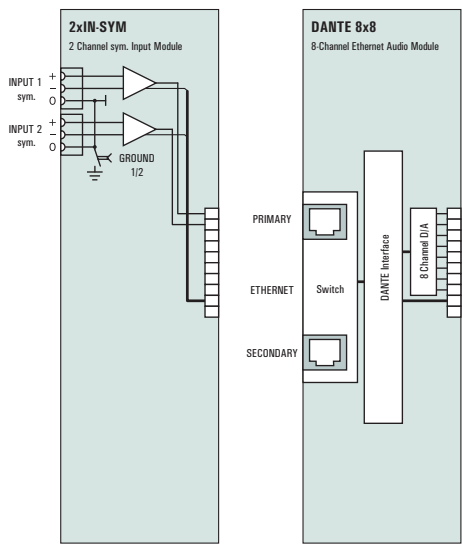 2xIN-SYM
2 Channel sym. Input Module
INPUT 1
sym.
+
–
0
INPUT 2
sym.
+
–
0
GROUND
1/2
DANTE 8x8
8-Channel Ethernet Audio Module
PRIMARY
ETHERNET
SECONDARY
Switch
DANTE Interface
8 Channel D/A